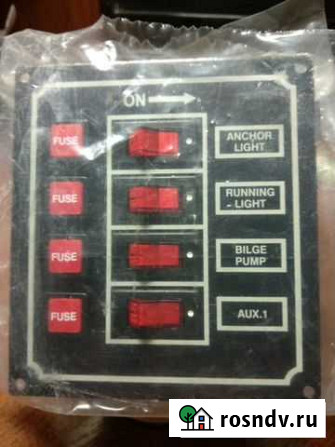 ON
FUSE
ANCHOR
LIGHT
FUSE
RUNNING
- LIGHT
FUSE
BILGE
PUMP
FUSE
AUX.1
rosndv.ru